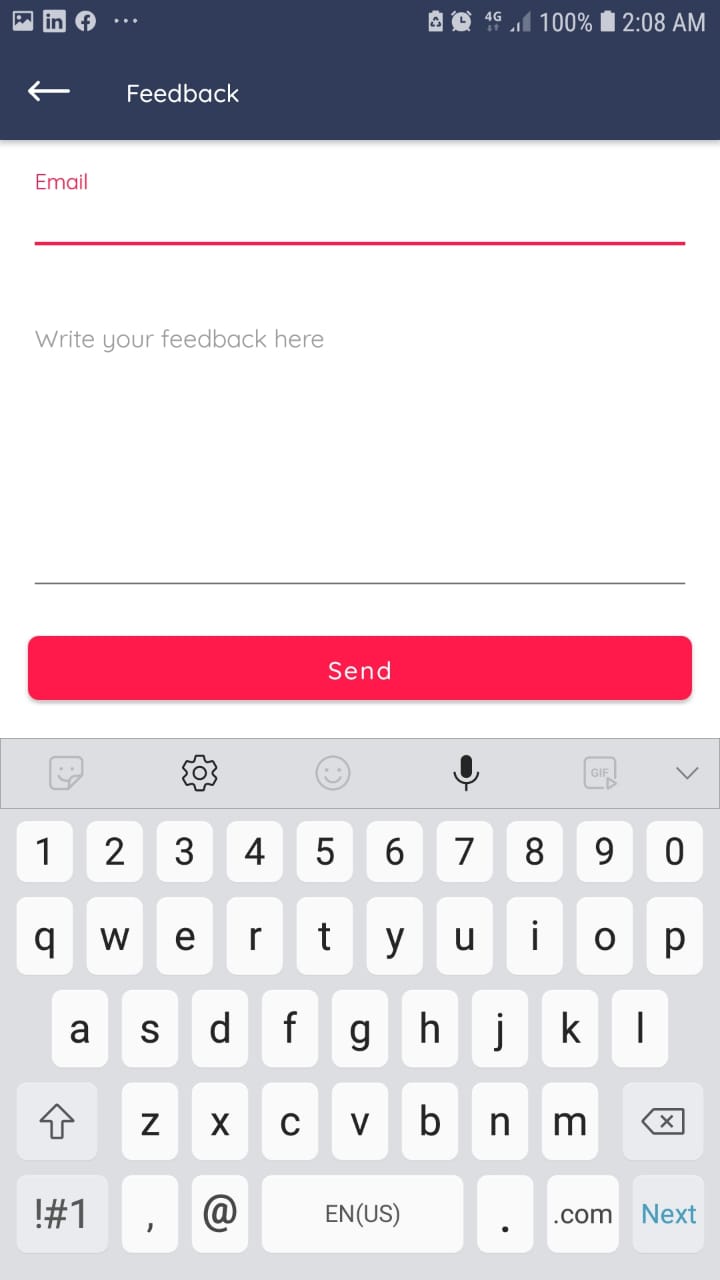 4G 100% 2:08 AM
Feedback
Email
Write your feedback here
Send
GIF
1 2 3 4 5 6 7 8 9 0
q w e r t y u i o p
a s d f g h j k l
z x c v b n m
!#1 , @ EN(US) . .com Next